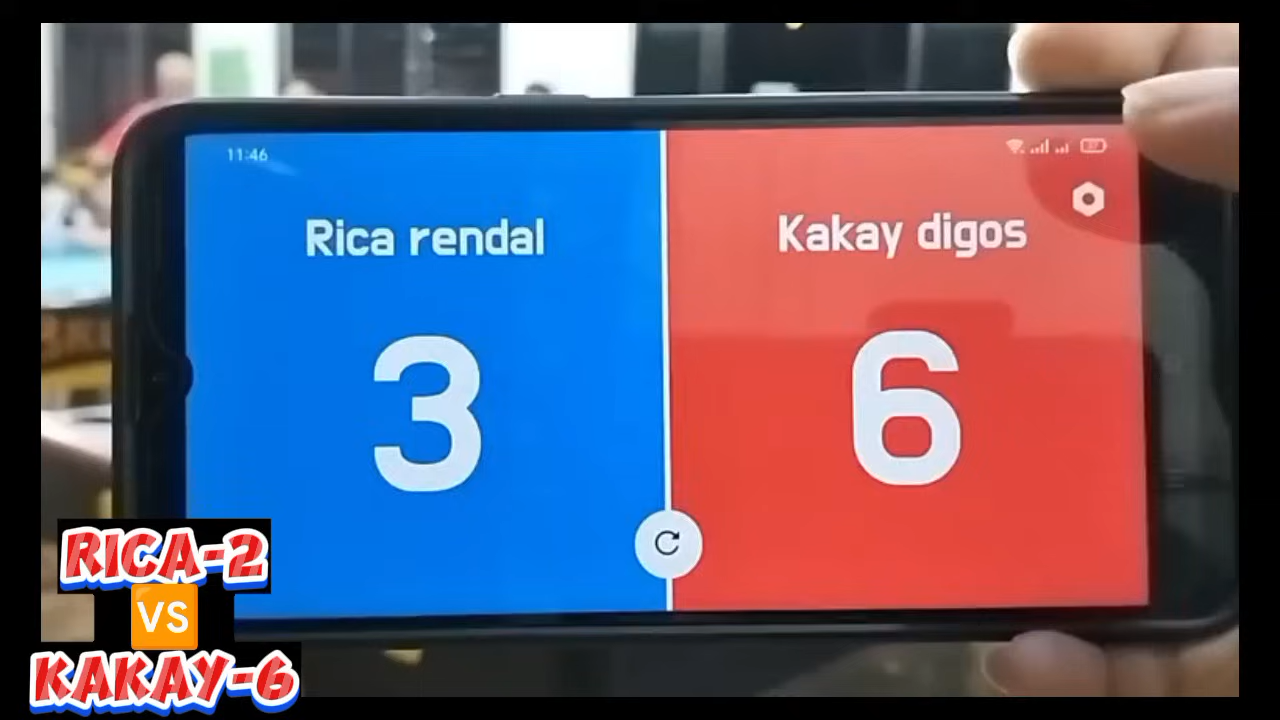 11:46
Rica rendal
Kakay digos
3
6
RICA-2
VS
KAKAY-6